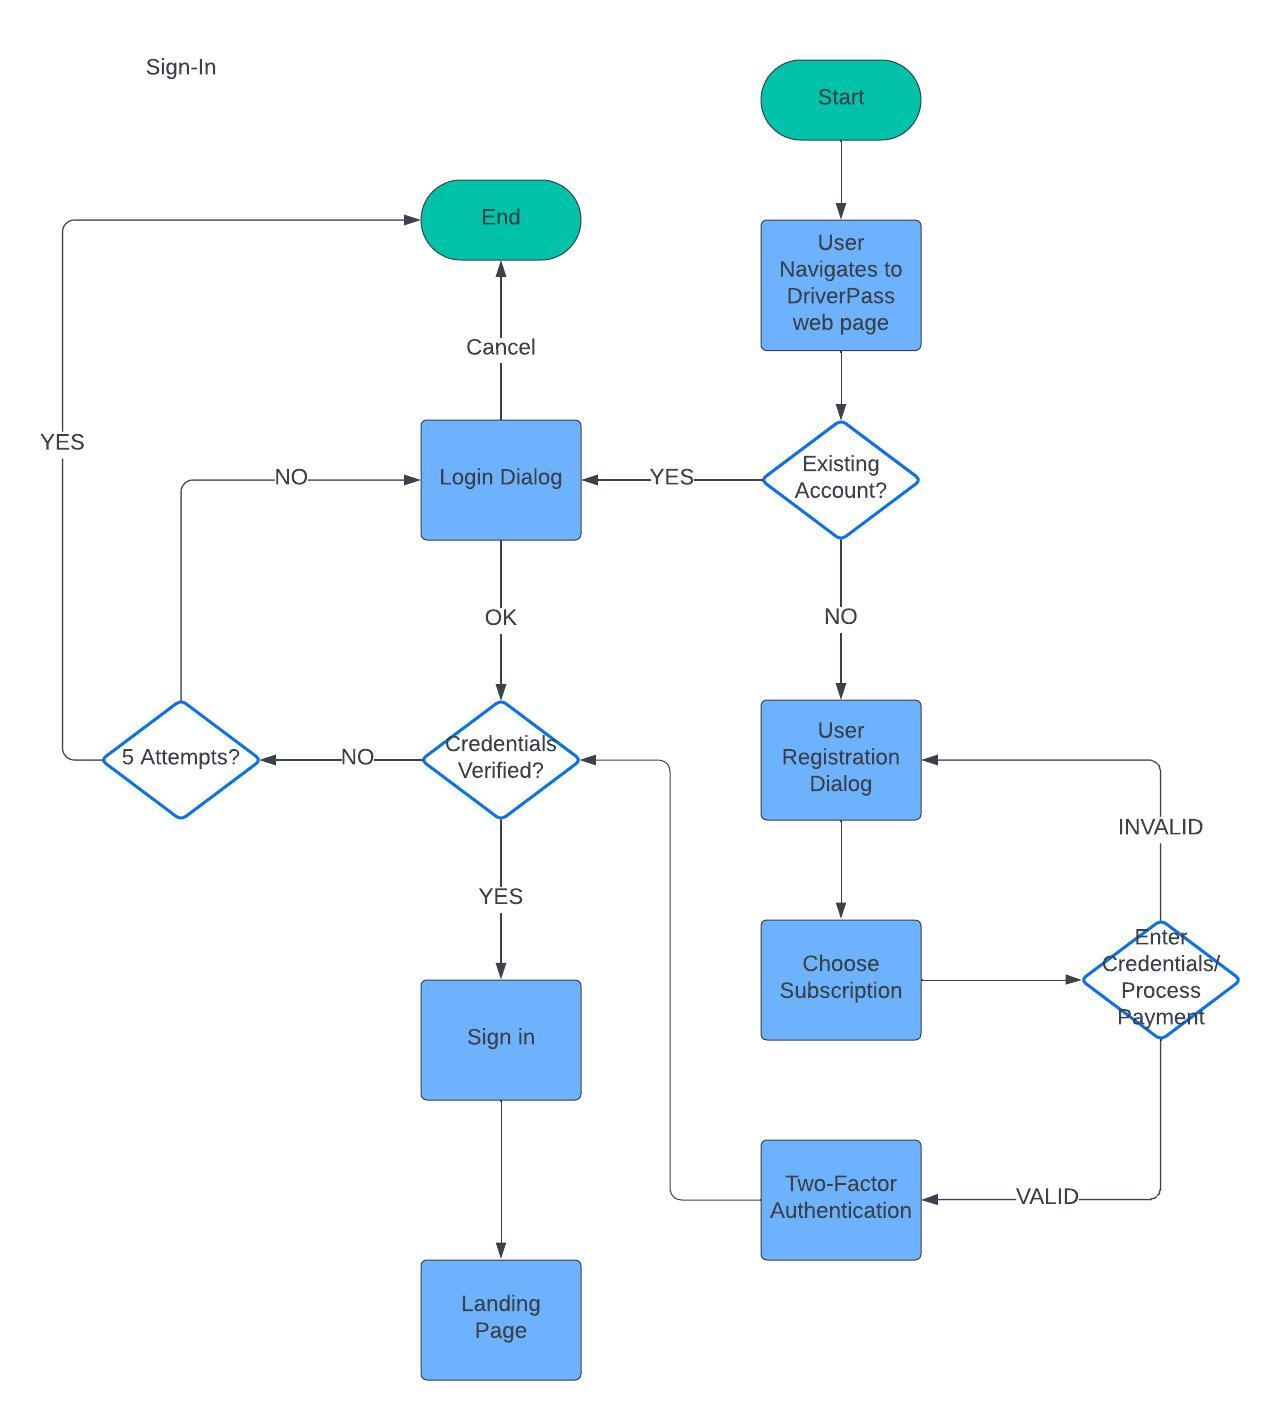 Sign-In
Start
End
User
Navigates to
DriverPass
web page
Cancel
YES
Existing
Account?
NO
Login Dialog
YES
OK
NO
5 Attempts?
NO
Credentials
Verified?
User
Registration
Dialog
INVALID
YES
Choose
Subscription
Enter
Credentials/
Process
Payment
Sign in
Two-Factor
Authentication
VALID
Landing
Page